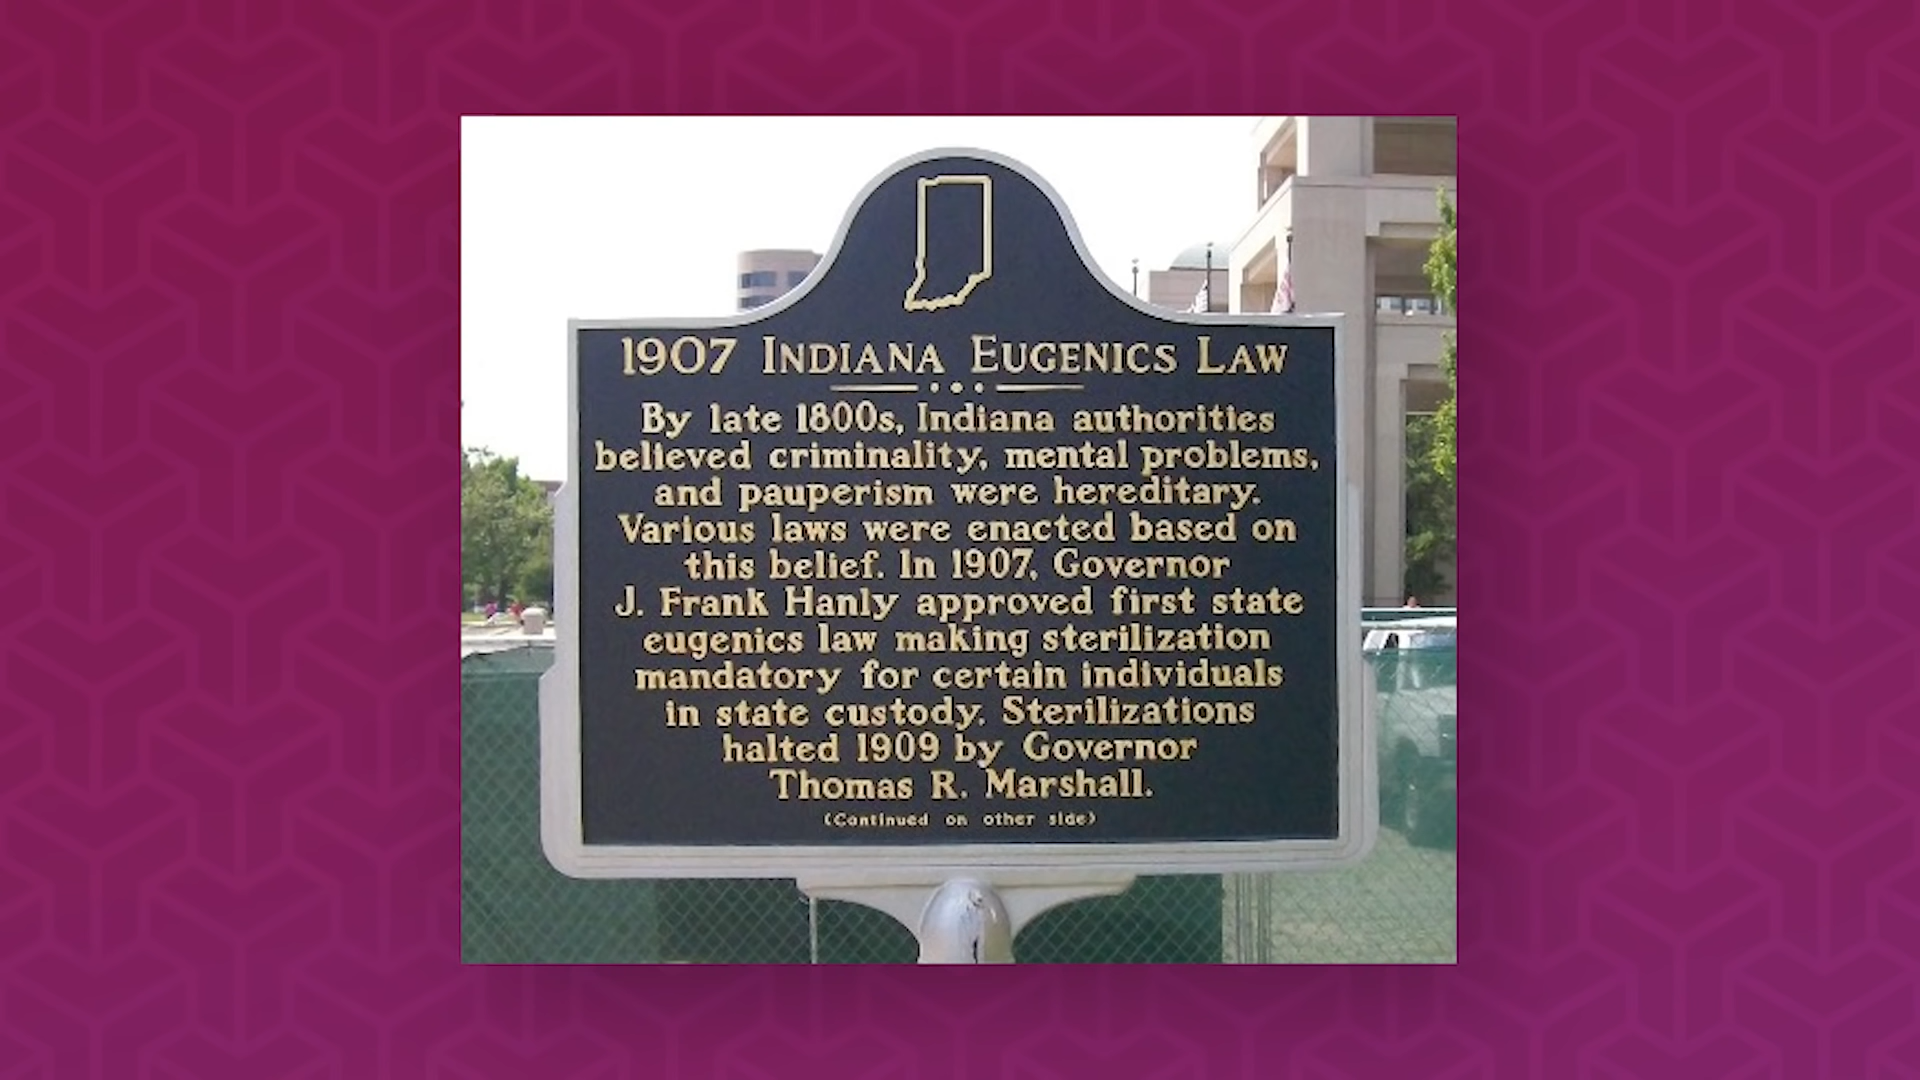 1907 INDIANA EUGENICS LAW
By late 1800s, Indiana authorities
believed criminality, mental problems,
and pauperism were hereditary.
Various laws were enacted based on
this belief. In 1907, Governor
J. Frank Hanly approved first state
eugenics law making sterilization
mandatory for certain individuals
in state custody. Sterilizations
halted 1909 by Governor
Thomas R. Marshall.
(Continued on other side)